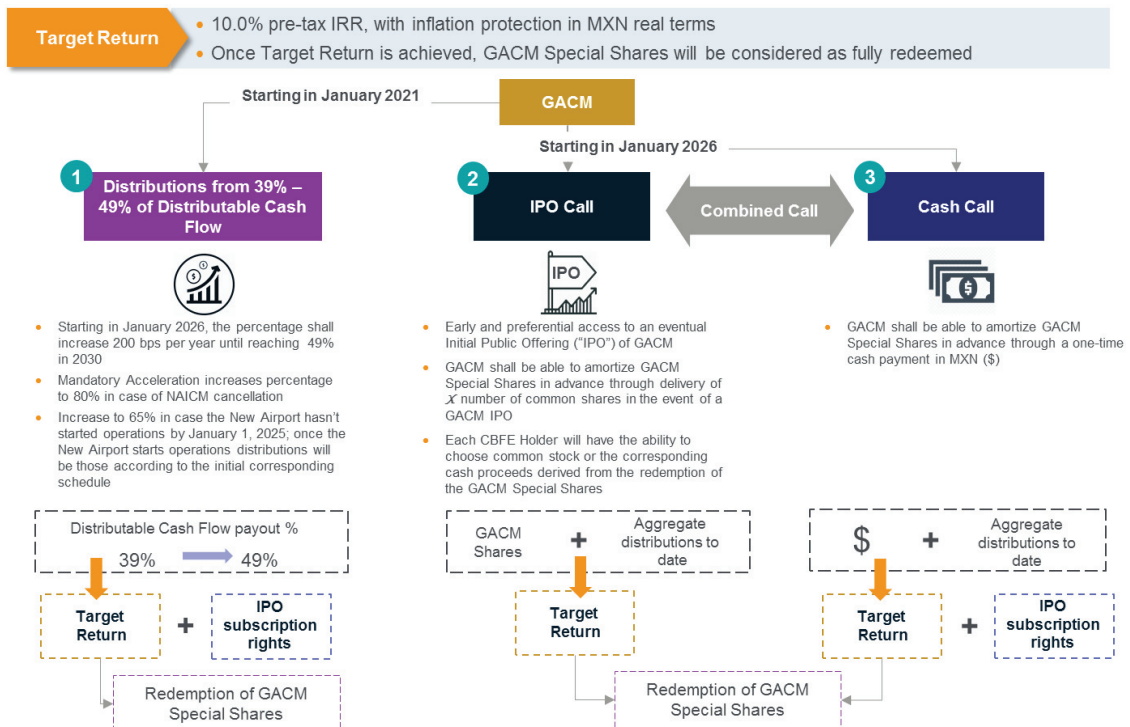 Target Return
• 10.0% pre-tax IRR, with inflation protection in MXN real terms
• Once Target Return is achieved, GACM Special Shares will be considered as fully redeemed
Starting in January 2021
GACM
Starting in January 2026
1
Distributions from 39% –
49% of Distributable Cash
Flow
2
IPO Call
Combined Call
3
Cash Call
IPO
• Starting in January 2026, the percentage shall
increase 200 bps per year until reaching 49%
in 2030
• Mandatory Acceleration increases percentage
to 80% in case of NAICM cancellation
• Increase to 65% in case the New Airport hasn't
started operations by January 1, 2025; once the
New Airport starts operations distributions will
be those according to the initial corresponding
schedule
• Early and preferential access to an eventual
Initial Public Offering ("IPO") of GACM
• GACM shall be able to amortize GACM
Special Shares in advance through delivery of
X number of common shares in the event of a
GACM IPO
• Each CBFE Holder will have the ability to
choose common stock or the corresponding
cash proceeds derived from the redemption of
the GACM Special Shares
• GACM shall be able to amortize GACM
Special Shares in advance through a one-time
cash payment in MXN ($)
Distributable Cash Flow payout %
39% 49%
Target
Return
+
IPO
subscription
rights
Redemption of GACM
Special Shares
GACM
Shares
+
Aggregate
distributions to
date
Target
Return
$
+
Aggregate
distributions to
date
Target
Return
+
IPO
subscription
rights
Redemption of GACM
Special Shares